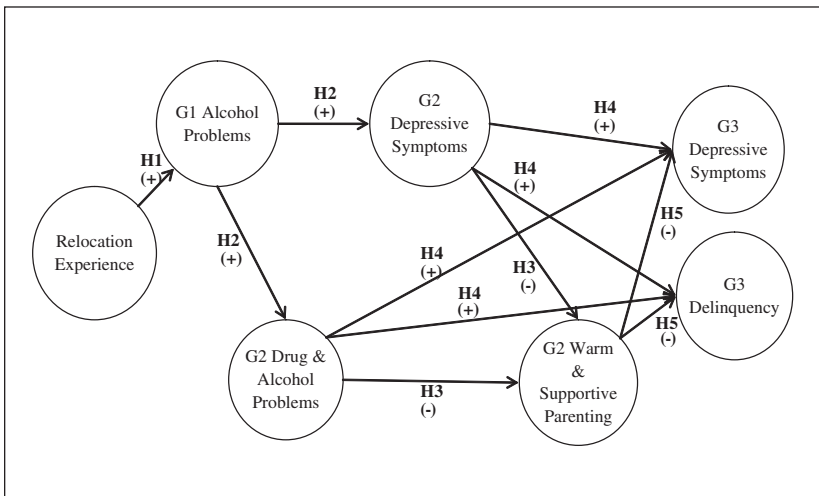 H2
(+)
G1 Alcohol
Problems
G2
Depressive
Symptoms
H4
(+)
G3
Depressive
Symptoms
H1
(+)
H4
(+)
Relocation
Experience
H2
(+)
H4
(+)
H3
(-)
H5
(-)
H4
(+)
G3
Delinquency
H5
(-)
G2 Drug &
Alcohol
Problems
H3
(-)
G2 Warm
&
Supportive
Parenting